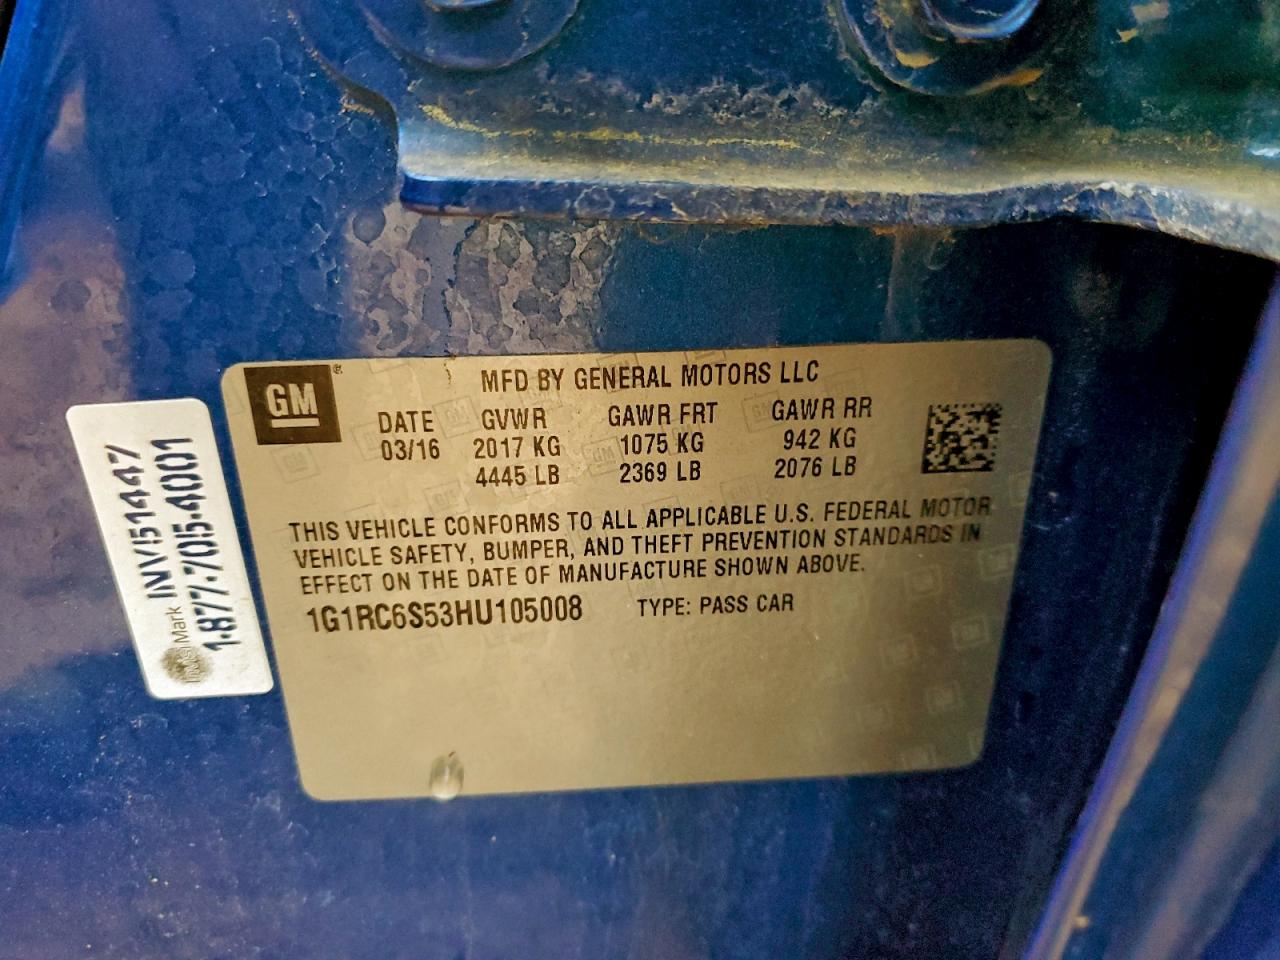 GM
MFD BY GENERAL MOTORS LLC
DATE GVWR GAWR FRT GAWR RR
03/16 2017 KG 1075 KG 942 KG
4445 LB 2369 LB 2076 LB
THIS VEHICLE CONFORMS TO ALL APPLICABLE U.S. FEDERAL MOTOR
VEHICLE SAFETY, BUMPER, AND THEFT PREVENTION STANDARDS IN
EFFECT ON THE DATE OF MANUFACTURE SHOWN ABOVE.
1G1RC6S53HU105008 TYPE: PASS CAR
Mark INVI51447
1-877-705-4001